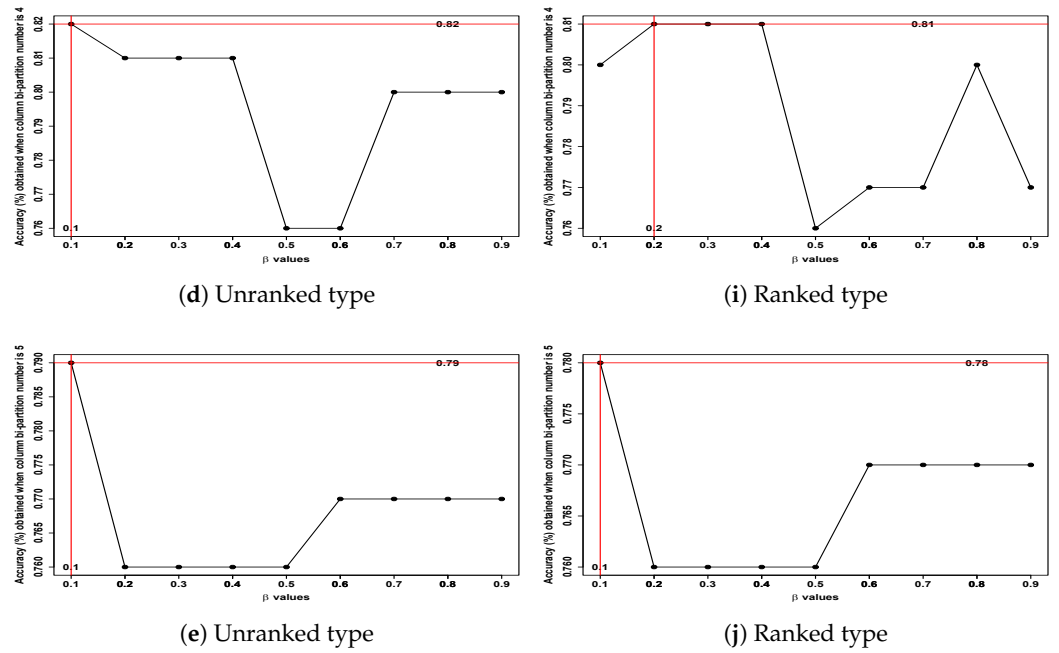 Accuracy (%) obtained when column bi-partition number is 4
0.82
0.81
0.80
0.79
0.78
0.77
0.76
0.82
0.1
0.1 0.2 0.3 0.4 0.5 0.6 0.7 0.8 0.9
β values
(d) Unranked type
Accuracy (%) obtained when column bi-partition number is 4
0.81
0.80
0.79
0.78
0.77
0.76
0.81
0.2
0.1 0.2 0.3 0.4 0.5 0.6 0.7 0.8 0.9
β values
(i) Ranked type
Accuracy (%) obtained when column bi-partition number is 5
0.790
0.785
0.780
0.775
0.770
0.765
0.760
0.79
0.1
0.1 0.2 0.3 0.4 0.5 0.6 0.7 0.8 0.9
β values
(e) Unranked type
Accuracy (%) obtained when column bi-partition number is 5
0.780
0.775
0.770
0.765
0.760
0.78
0.1
0.1 0.2 0.3 0.4 0.5 0.6 0.7 0.8 0.9
β values
(j) Ranked type